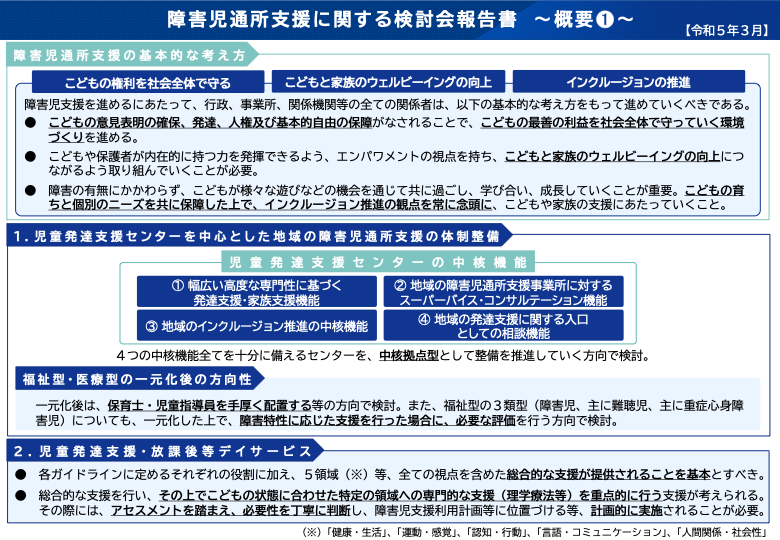 障害児通所支援に関する検討会報告書　～概要❶～
【令和５年３月】
障害児通所支援の基本的な考え方
こどもの権利を社会全体で守る
こどもと家族のウェルビーイングの向上
インクルージョンの推進
障害児支援を進めるにあたって、行政、事業所、関係機関等の全ての関係者は、以下の基本的な考え方をもって進めていくべきである。
● こどもの意見表明の確保、発達、人権及び基本的自由の保障がなされることで、こどもの最善の利益を社会全体で守っていく環境
づくりを進める。
● こどもや保護者が内在的に持つ力を発揮できるよう、エンパワメントの視点を持ち、こどもと家族のウェルビーイングの向上につ
ながるよう取り組んでいくことが必要。
● 障害の有無にかかわらず、こどもが様々な遊びなどの機会を通じて共に過ごし、学び合い、成長していくことが重要。こどもの育
ちと個別のニーズを共に保障した上で、インクルージョン推進の観点を常に念頭に、こどもや家族の支援にあたっていくこと。
１．児童発達支援センターを中心とした地域の障害児通所支援の体制整備
児童発達支援センターの中核機能
① 幅広い高度な専門性に基づく
発達支援・家族支援機能
② 地域の障害児通所支援事業所に対する
スーパーバイズ・コンサルテーション機能
③ 地域のインクルージョン推進の中核機能
④ 地域の発達支援に関する入口
としての相談機能
４つの中核機能全てを十分に備えるセンターを、中核拠点型として整備を推進していく方向で検討。
福祉型・医療型の一元化後の方向性
一元化後は、保育士・児童指導員を手厚く配置する等の方向で検討。また、福祉型の３類型（障害児、主に難聴児、主に重症心身障
害児）についても、一元化した上で、障害特性に応じた支援を行った場合に、必要な評価を行う方向で検討。
２．児童発達支援・放課後等デイサービス
● 各ガイドラインに定めるそれぞれの役割に加え、５領域（※）等、全ての視点を含めた総合的な支援が提供されることを基本とすべき。
● 総合的な支援を行い、その上でこどもの状態に合わせた特定の領域への専門的な支援（理学療法等）を重点的に行う支援が考えられる。
その際には、アセスメントを踏まえ、必要性を丁寧に判断し、障害児支援利用計画等に位置づける等、計画的に実施されることが必要。
（※）「健康・生活」、「運動・感覚」、「認知・行動」、「言語・コミュニケーション」、「人間関係・社会性」